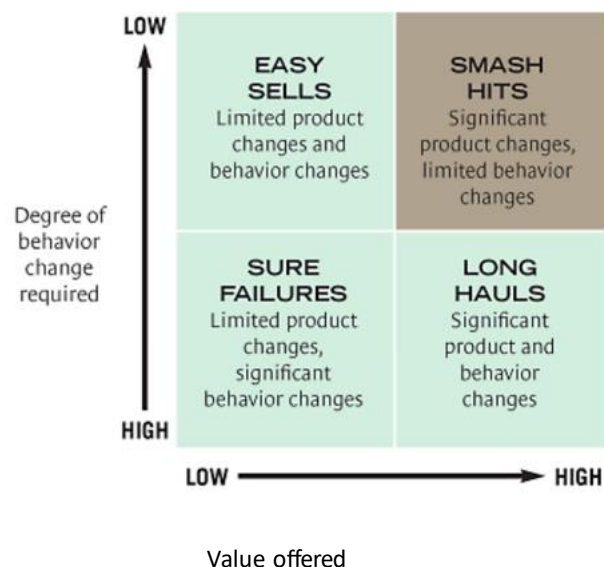 LOW
EASY
SELLS
Limited product
changes and
behavior changes
SMASH
HITS
Significant
product changes,
limited behavior
changes
Degree of
behavior
change
required
SURE
FAILURES
Limited product
changes,
significant
behavior changes
LONG
HAULS
Significant
product and
behavior
changes
HIGH
LOW
HIGH
Value offered